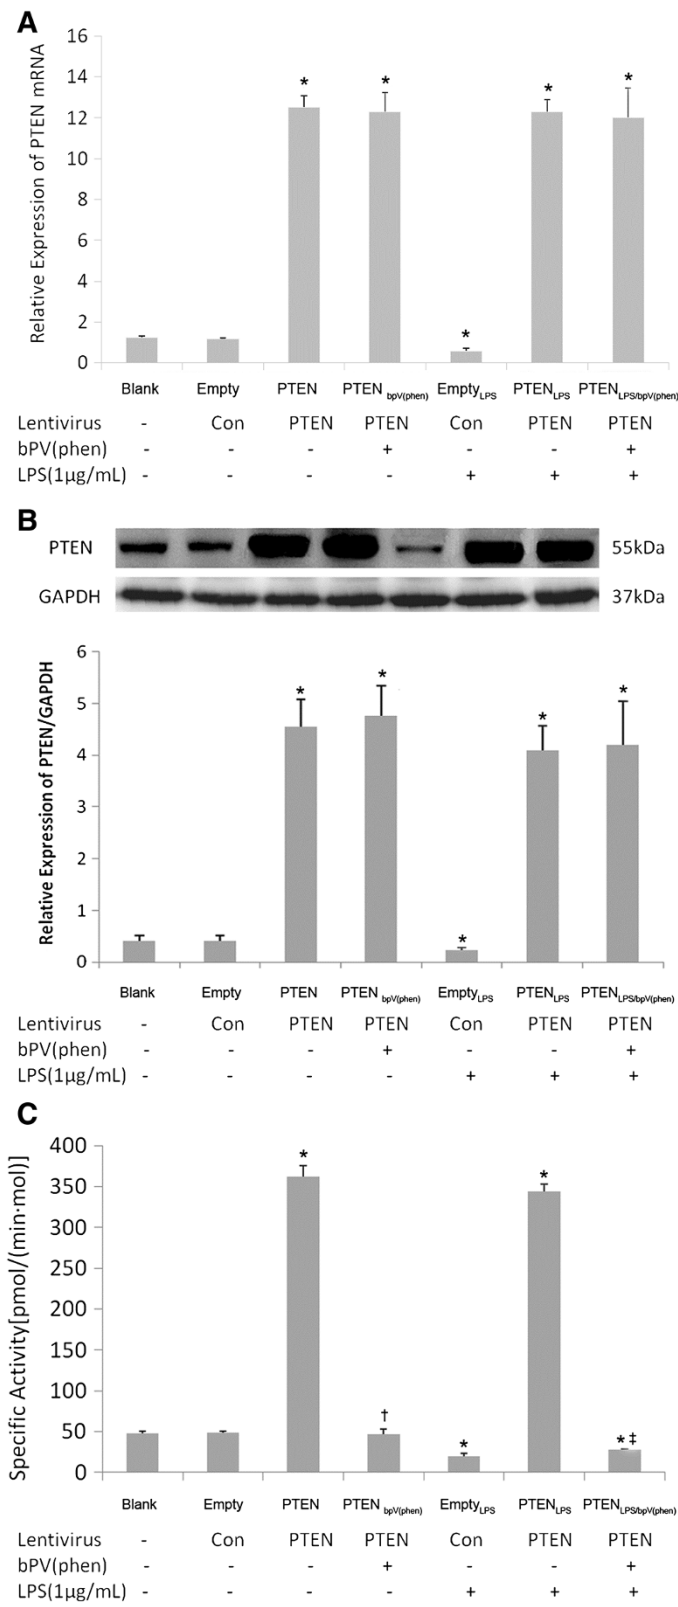 A
Relative Expression of PTEN mRNA
16
14
12
10
8
6
4
2
0
* * * * *
Blank Empty PTEN PTEN bpV(phen) EmptyLPS PTENLPS PTENLPS/bpV(phen)
Lentivirus - Con PTEN PTEN Con PTEN PTEN
bPV(phen) - - - + - - +
LPS(1µg/mL) - - - - + + +
B
PTEN 55kDa
GAPDH 37kDa
Relative Expression of PTEN/GAPDH
6
5
4
3
2
1
0
* * * * *
Blank Empty PTEN PTEN bpV(phen) EmptyLPS PTENLPS PTENLPS/bpV(phen)
Lentivirus - Con PTEN PTEN Con PTEN PTEN
bPV(phen) - - - + - - +
LPS(1µg/mL) - - - - + + +
C
Specific Activity[pmol/(min·mol)]
400
350
300
250
200
150
100
50
0
* † * * *‡
Blank Empty PTEN PTEN bpV(phen) EmptyLPS PTENLPS PTENLPS/bpV(phen)
Lentivirus - Con PTEN PTEN Con PTEN PTEN
bPV(phen) - - - + - - +
LPS(1µg/mL) - - - - + + +